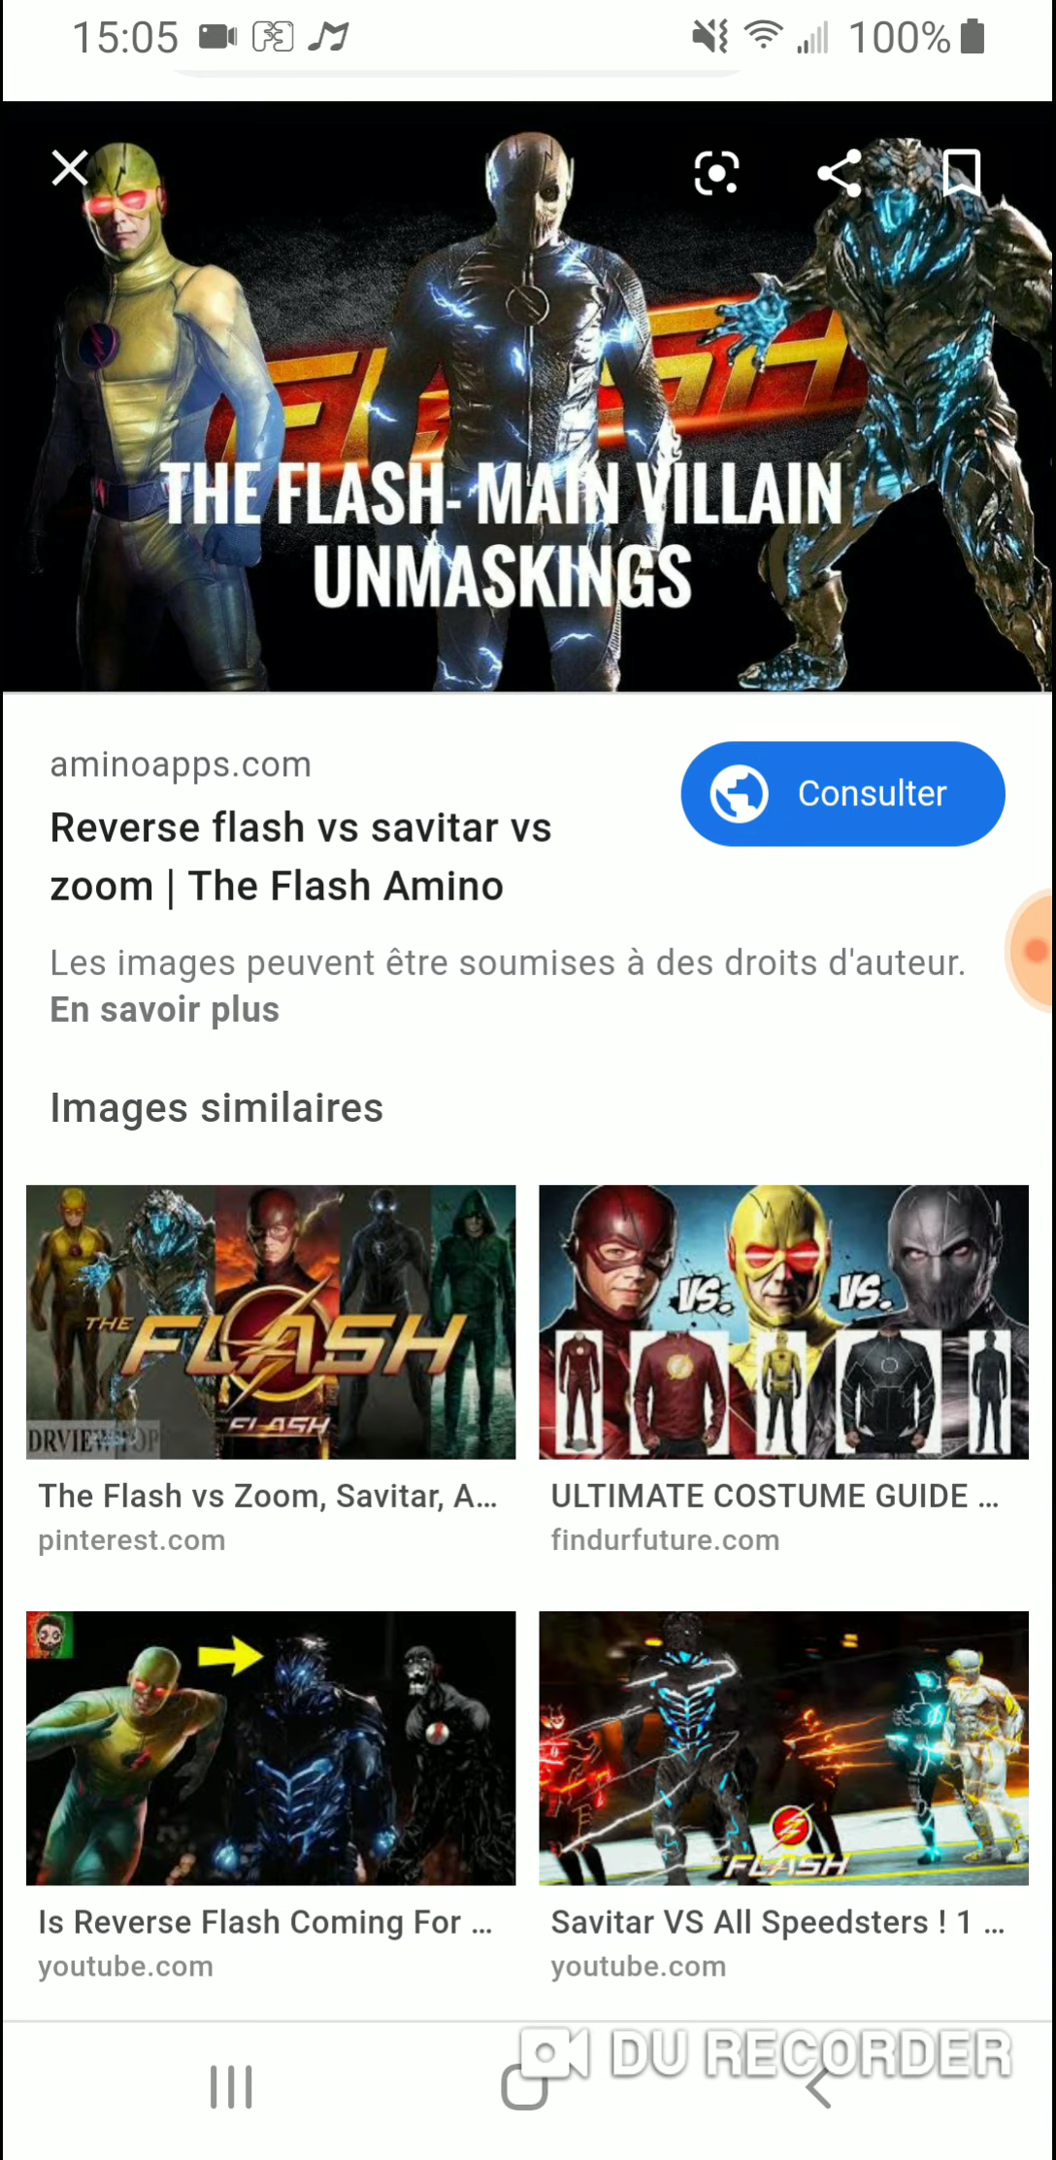 15:05
100%
FLASH
THE FLASH- MAIN VILLAIN
UNMASKINGS
aminoapps.com
Consulter
Reverse flash vs savitar vs
zoom | The Flash Amino
Les images peuvent être soumises à des droits d'auteur.
En savoir plus
Images similaires
THE FLASH
FLASH
VS.
VS.
The Flash vs Zoom, Savitar, A...
pinterest.com
ULTIMATE COSTUME GUIDE ...
findurfuture.com
FLASH
Is Reverse Flash Coming For ...
youtube.com
Savitar VS All Speedsters ! 1 ...
youtube.com
DU RECORDER